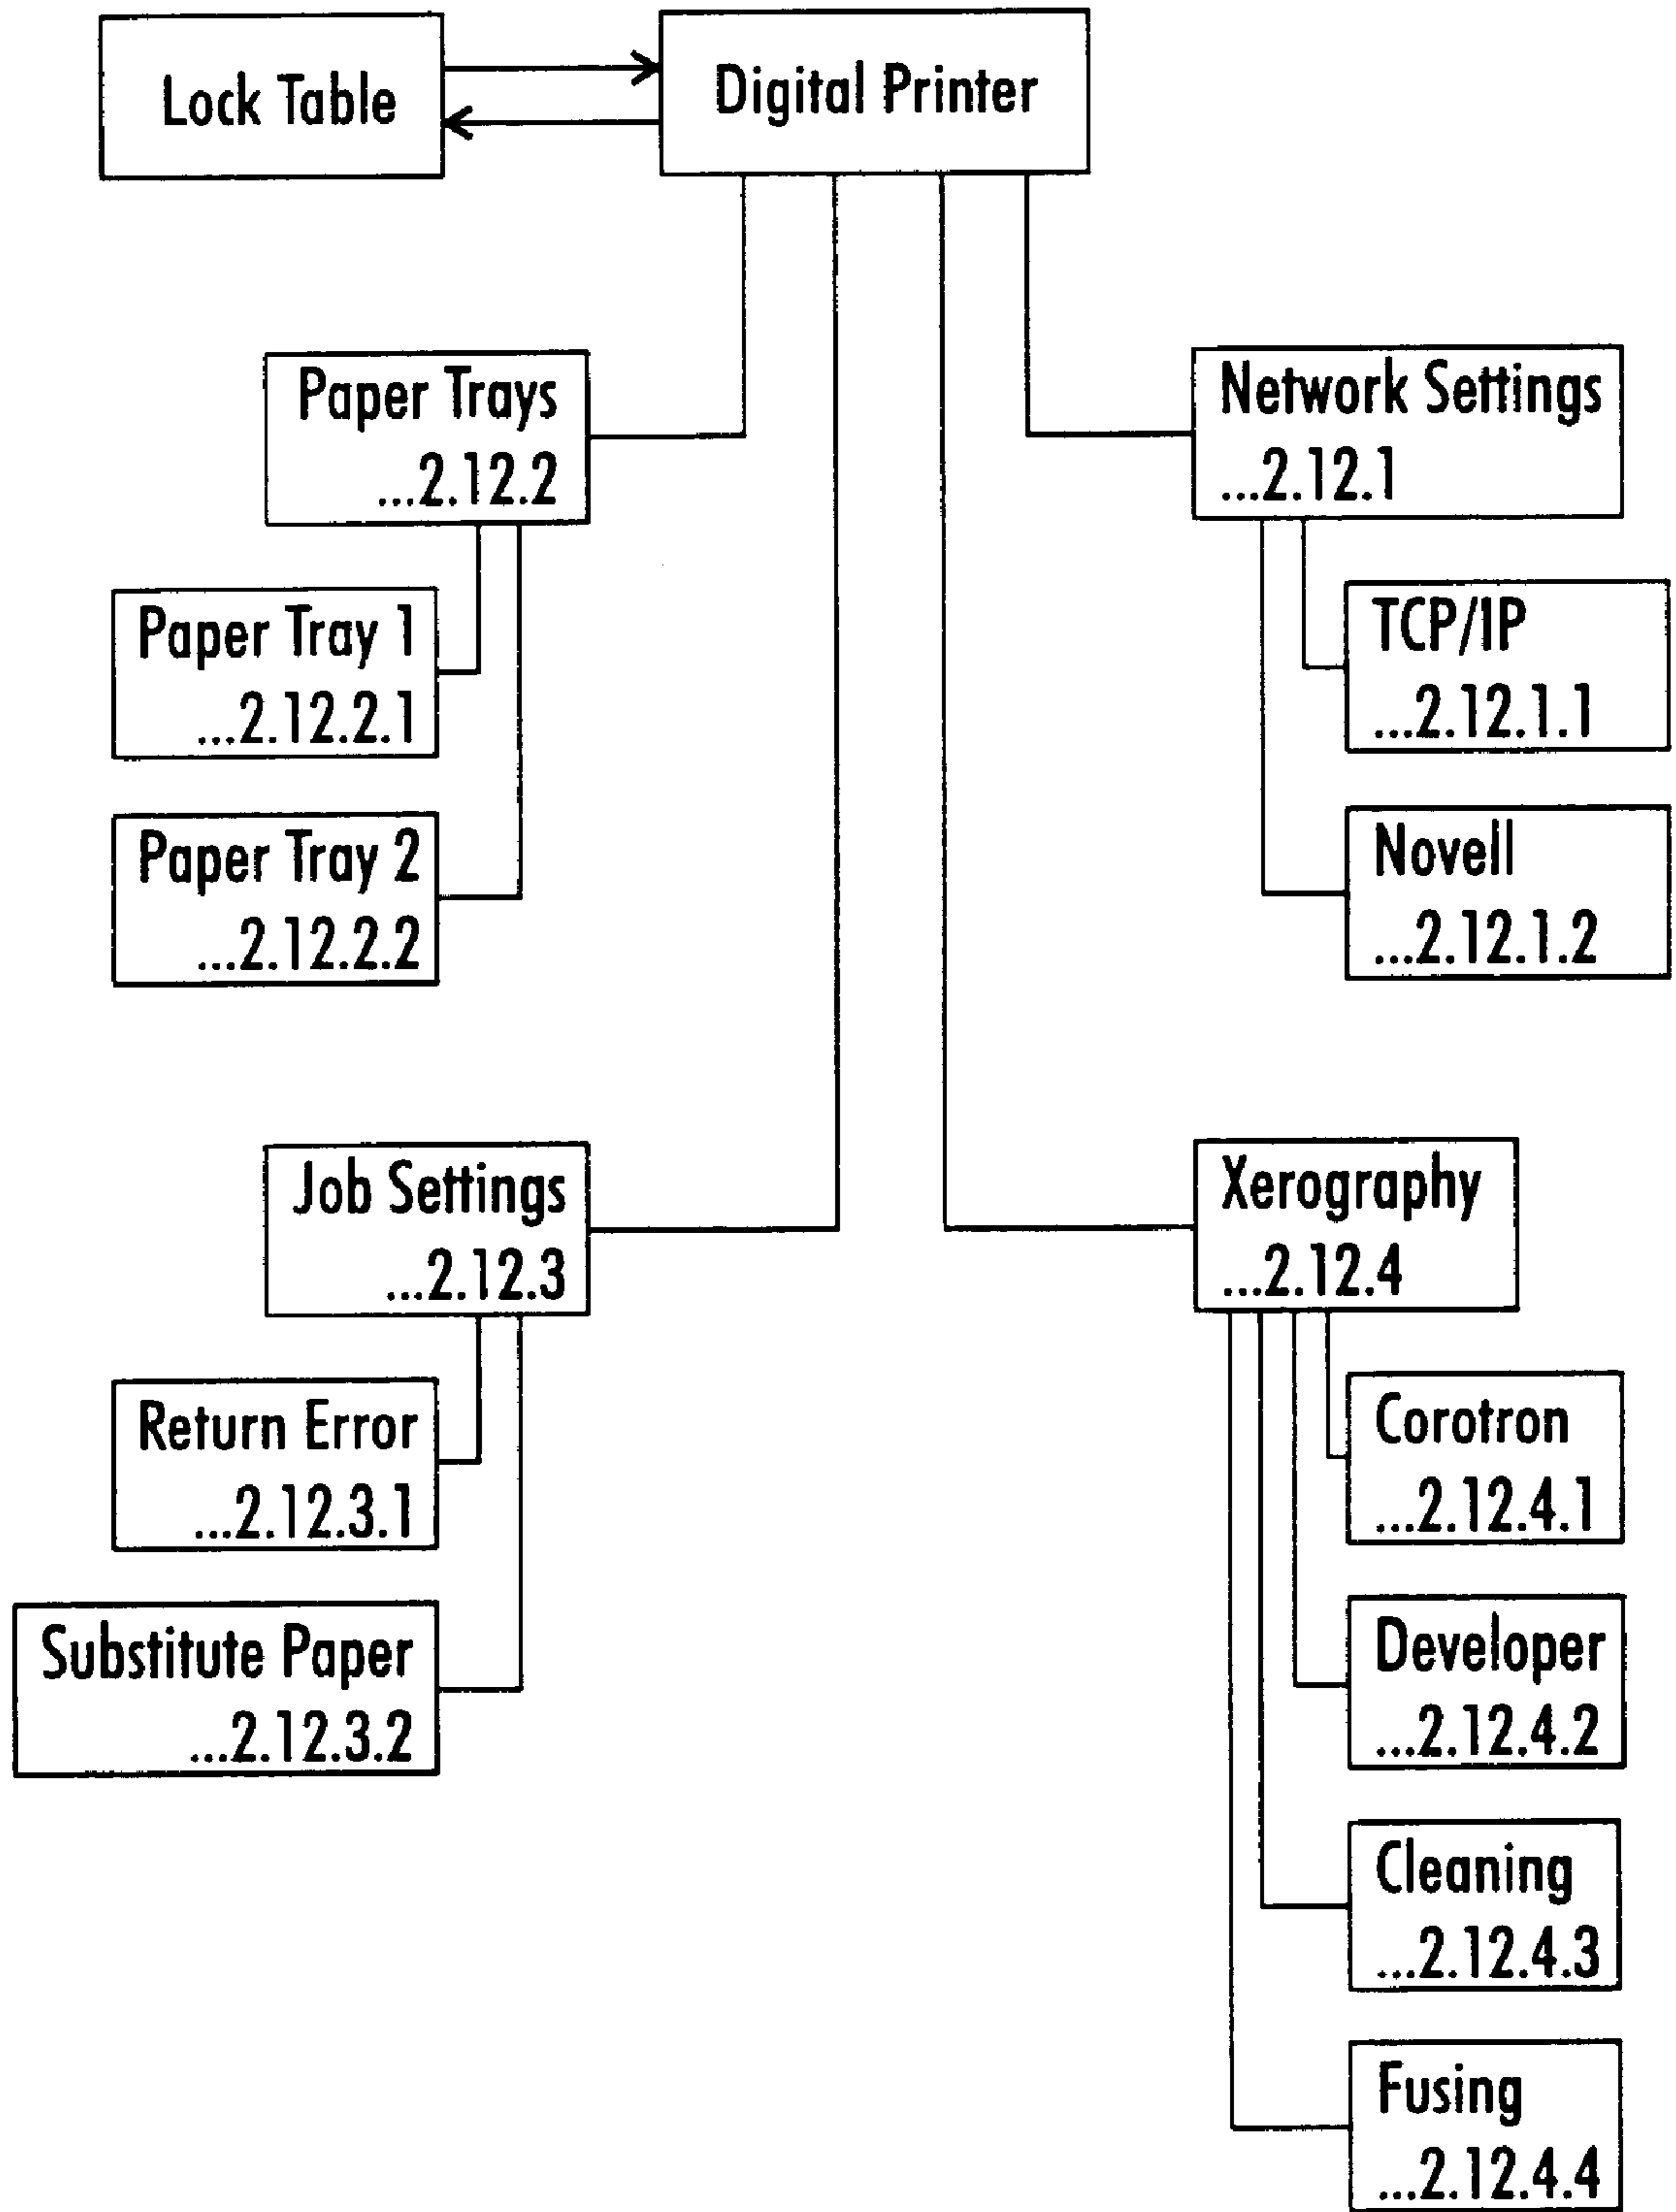 Lock Table
Digital Printer
Paper Trays
...2.12.2
Paper Tray 1
...2.12.2.1
Paper Tray 2
...2.12.2.2
Network Settings
...2.12.1
TCP/IP
...2.12.1.1
Novell
...2.12.1.2
Job Settings
...2.12.3
Return Error
...2.12.3.1
Substitute Paper
...2.12.3.2
Xerography
...2.12.4
Corotron
...2.12.4.1
Developer
...2.12.4.2
Cleaning
...2.12.4.3
Fusing
...2.12.4.4